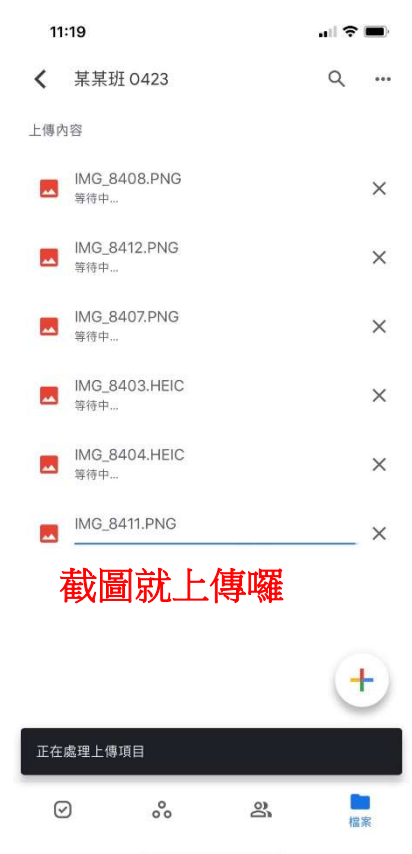 11:19
某某班 0423
上傳內容
IMG_8408.PNG
等待中...
IMG_8412.PNG
等待中...
IMG_8407.PNG
等待中...
IMG_8403.HEIC
等待中...
IMG_8404.HEIC
等待中...
IMG_8411.PNG
截圖就上傳囉
正在處理上傳項目
檔案